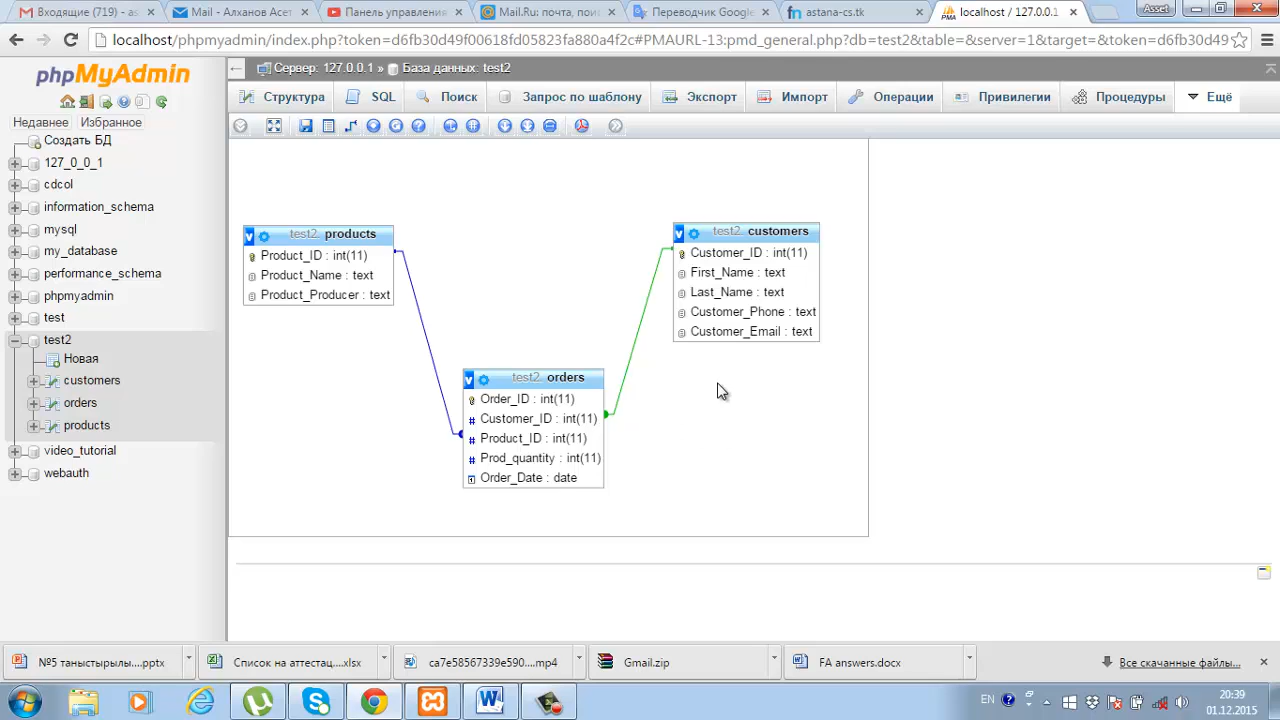 Входящие (719) - as
Mail - Алханов Асет
Панель управления
Mail.Ru: почта, поис
Переводчик Google
astana-cs.tk
localhost / 127.0.0.1
Asset
localhost/phpmyadmin/index.php?token=d6fb30d49f00618fd05823fa880a4f2c#PMAURL-13:pmd_general.php?db=test2&table=&server=1&target=&token=d6fb30d49
phpMyAdmin
Недавнее Избранное
Создать БД
127_0_0_1
cdcol
information_schema
mysql
my_database
performance_schema
phpmyadmin
test
test2
Новая
customers
orders
products
video_tutorial
webauth
Сервер: 127.0.0.1 » База данных: test2
Структура
SQL
Поиск
Запрос по шаблону
Экспорт
Импорт
Операции
Привилегии
Процедуры
Ещё
test2. products
Product_ID : int(11)
Product_Name : text
Product_Producer : text
test2. customers
Customer_ID : int(11)
First_Name : text
Last_Name : text
Customer_Phone : text
Customer_Email : text
test2. orders
Order_ID : int(11)
Customer_ID : int(11)
Product_ID : int(11)
Prod_quantity : int(11)
Order_Date : date
№5 таныстырылы....pptx
Список на аттестац....xlsx
ca7e58567339e590....mp4
Gmail.zip
FA answers.docx
Все скачанные файлы...
EN
20:39
01.12.2015